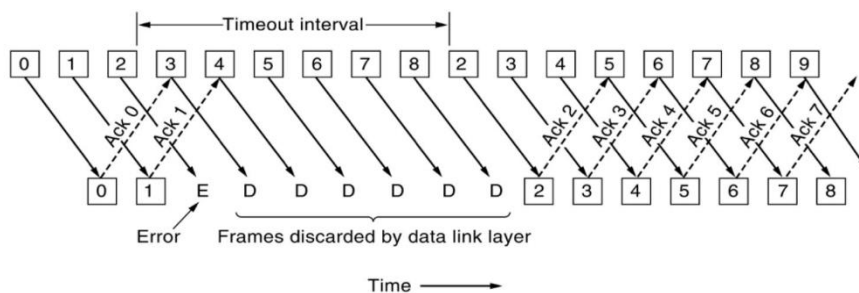 Timeout interval
0 1 2 3 4 5 6 7 8 2 3 4 5 6 7 8 9
Ack 0 Ack 1 Ack 2 Ack 3 Ack 4 Ack 5 Ack 6 Ack 7
0 1 E D D D D D D 2 3 4 5 6 7 8
Error Frames discarded by data link layer
Time